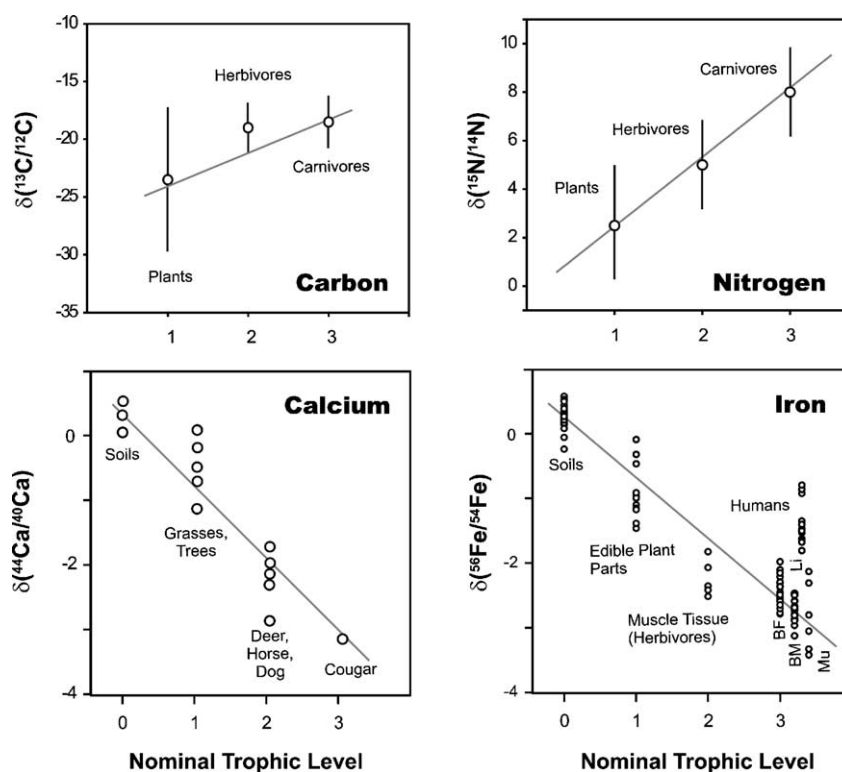 δ(¹³C/¹²C)
-10
-15
-20
-25
-30
-35
Herbivores
Carnivores
Plants
Carbon
1 2 3
δ(¹⁵N/¹⁴N)
10
8
6
4
2
0
Carnivores
Herbivores
Plants
Nitrogen
1 2 3
δ(⁴⁴Ca/⁴⁰Ca)
0
-2
-4
Calcium
Soils
Grasses,
Trees
Deer,
Horse,
Dog
Cougar
0 1 2 3
Nominal Trophic Level
δ(⁵⁶Fe/⁵⁴Fe)
0
-2
-4
Iron
Soils
Humans
Edible Plant
Parts
Muscle Tissue
(Herbivores)
Li
BF
BM
Mu
0 1 2 3
Nominal Trophic Level